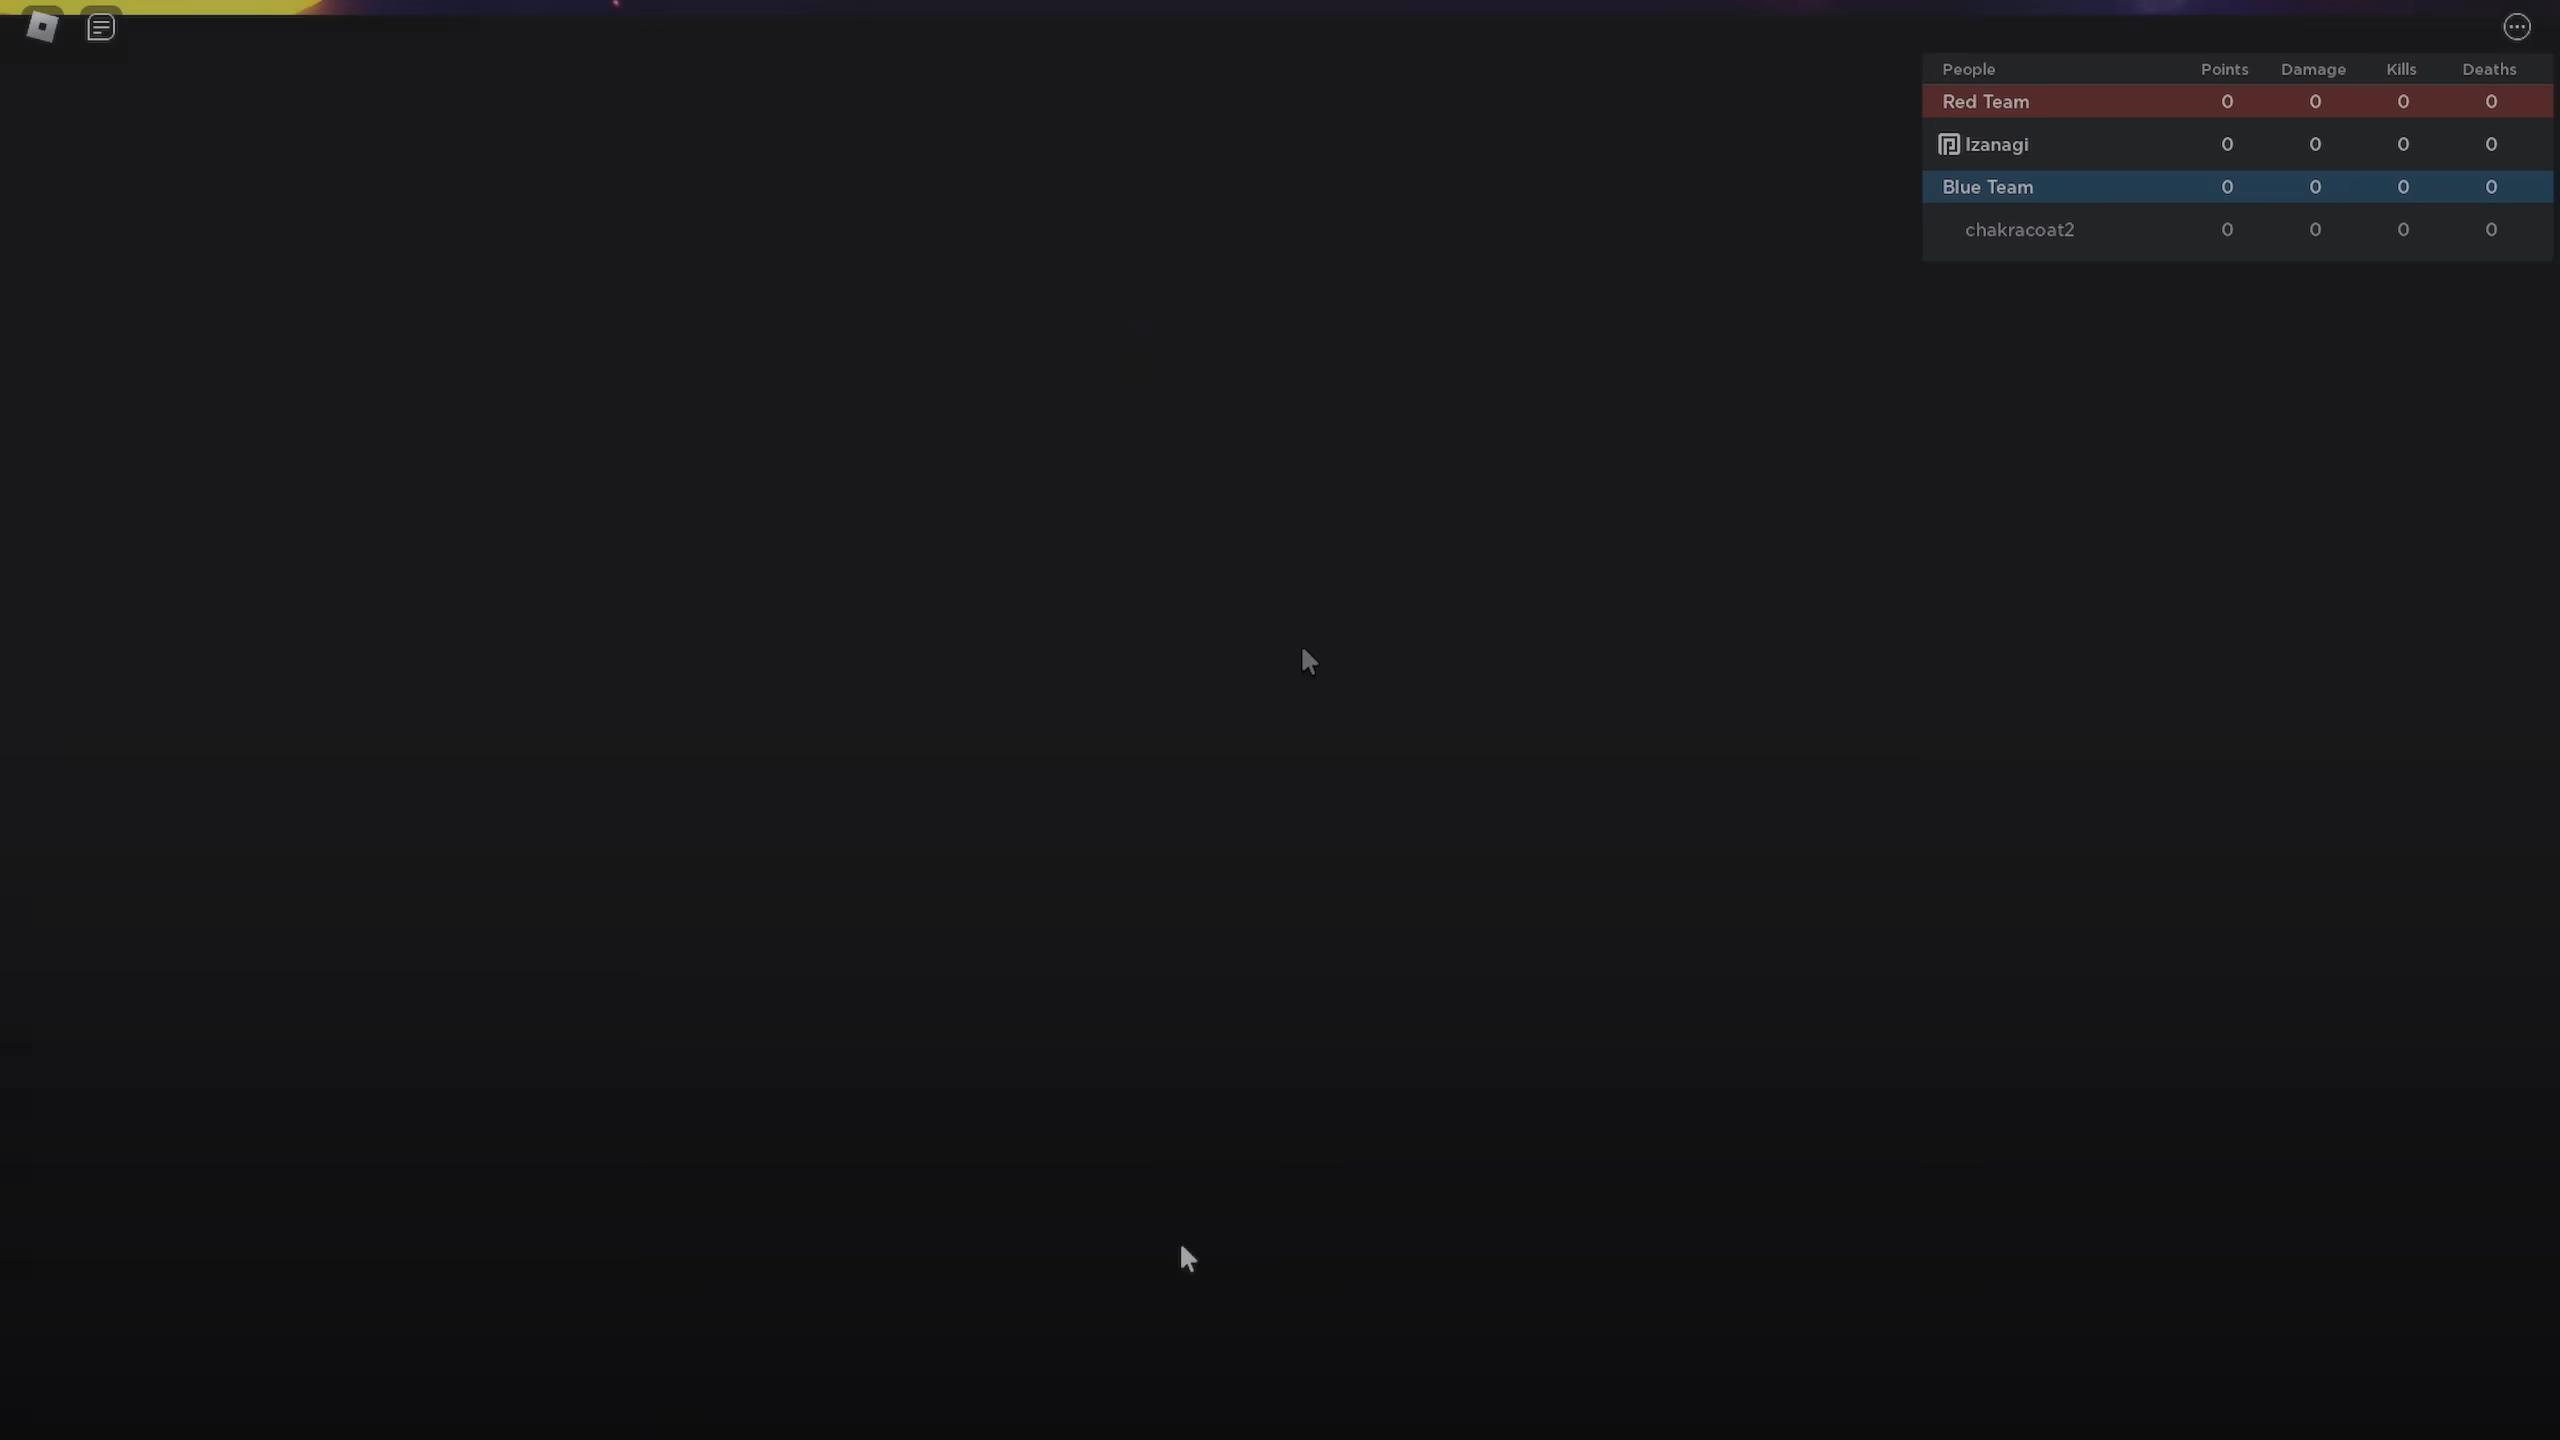 People Points Damage Kills Deaths
Red Team 0 0 0 0
Izanagi 0 0 0 0
Blue Team 0 0 0 0
chakracoat2 0 0 0 0